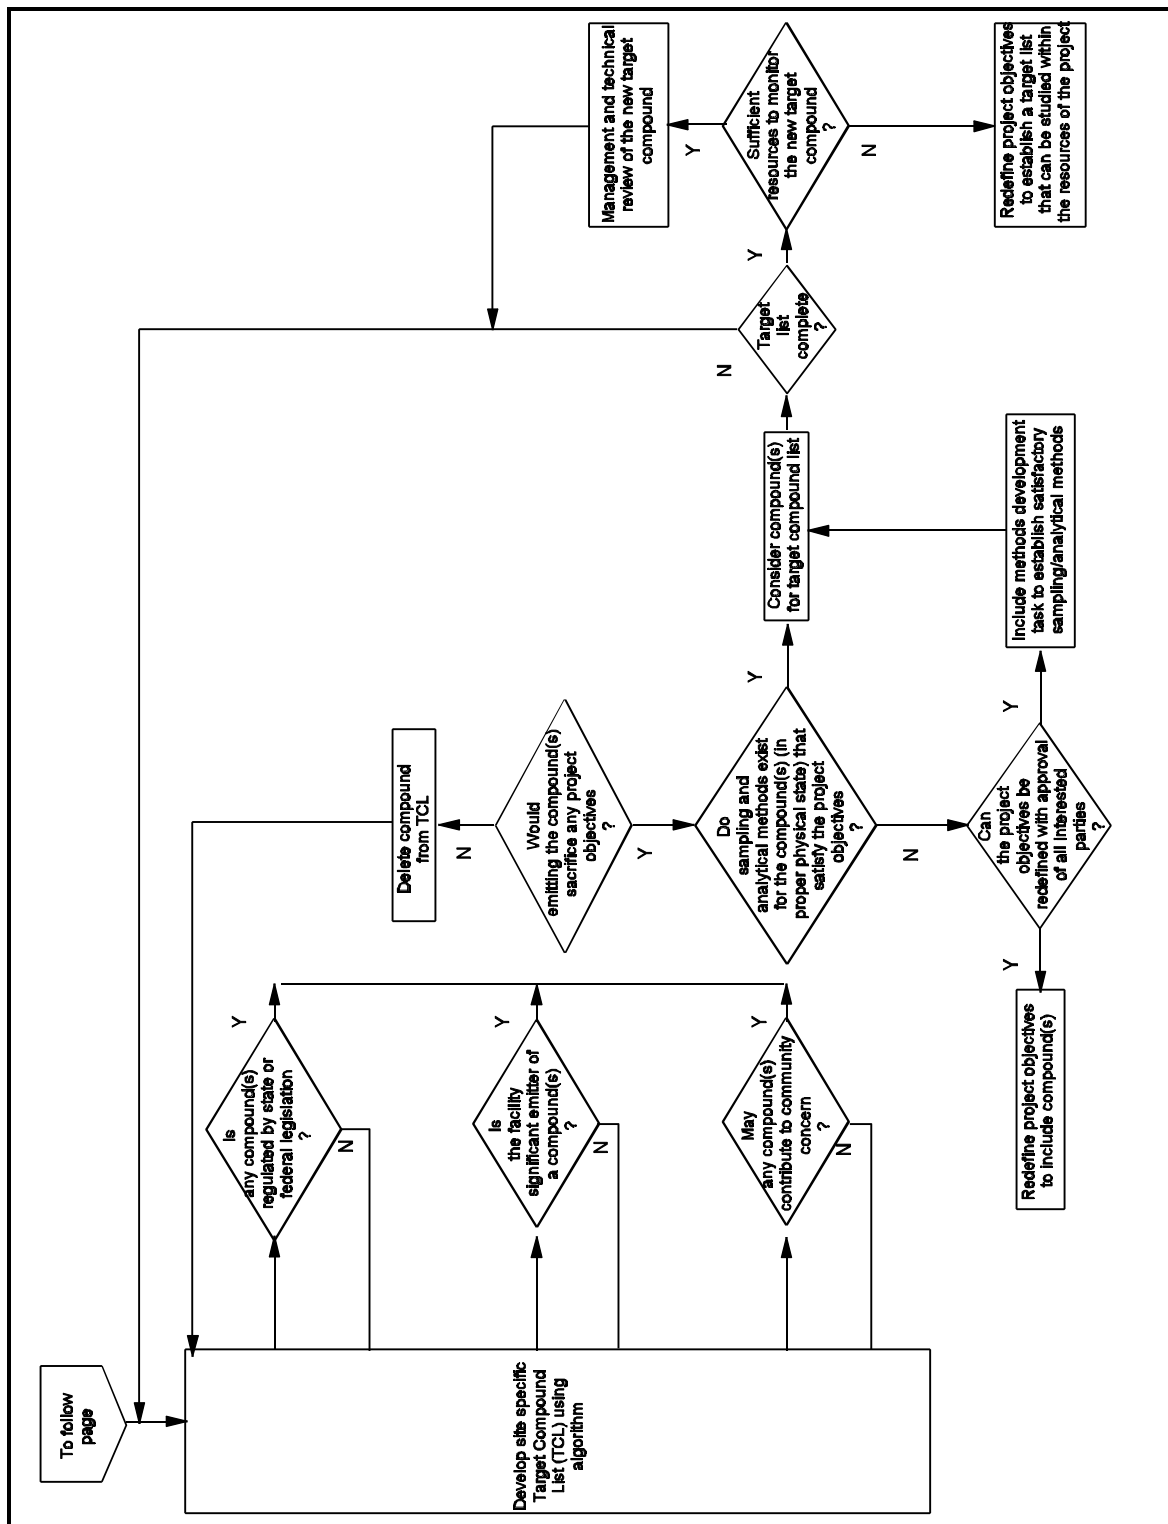 To follow
page
Develop site specific
Target Compound
List (TCL) using
algorithm
Is
any compound(s)
regulated by state or
federal legislation
?
Y
N
Is
the facility
significant emitter of
a compound(s)
?
Y
N
May
any compound(s)
contribute to community
concern
?
Y
N
Delete compound
from TCL
N
Would
emitting the compound(s)
sacrifice any project
objectives
?
Y
Do
sampling and
analytical methods exist
for the compound(s) (in
proper physical state) that
satisfy the project
objectives
?
Y
N
Can
the project
objectives be
redefined with approval
of all interested
parties
?
Y
Y
Redefine project objectives
to include compound(s)
Include methods development
task to establish satisfactory
sampling/analytical methods
Consider compound(s)
for target compound list
Target
list
complete
?
N
Y
Sufficient
resources to monitor
the new target
compound
?
Y
N
Management and technical
review of the new target
compound
Redefine project objectives
to establish a target list
that can be studied within
the resources of the project